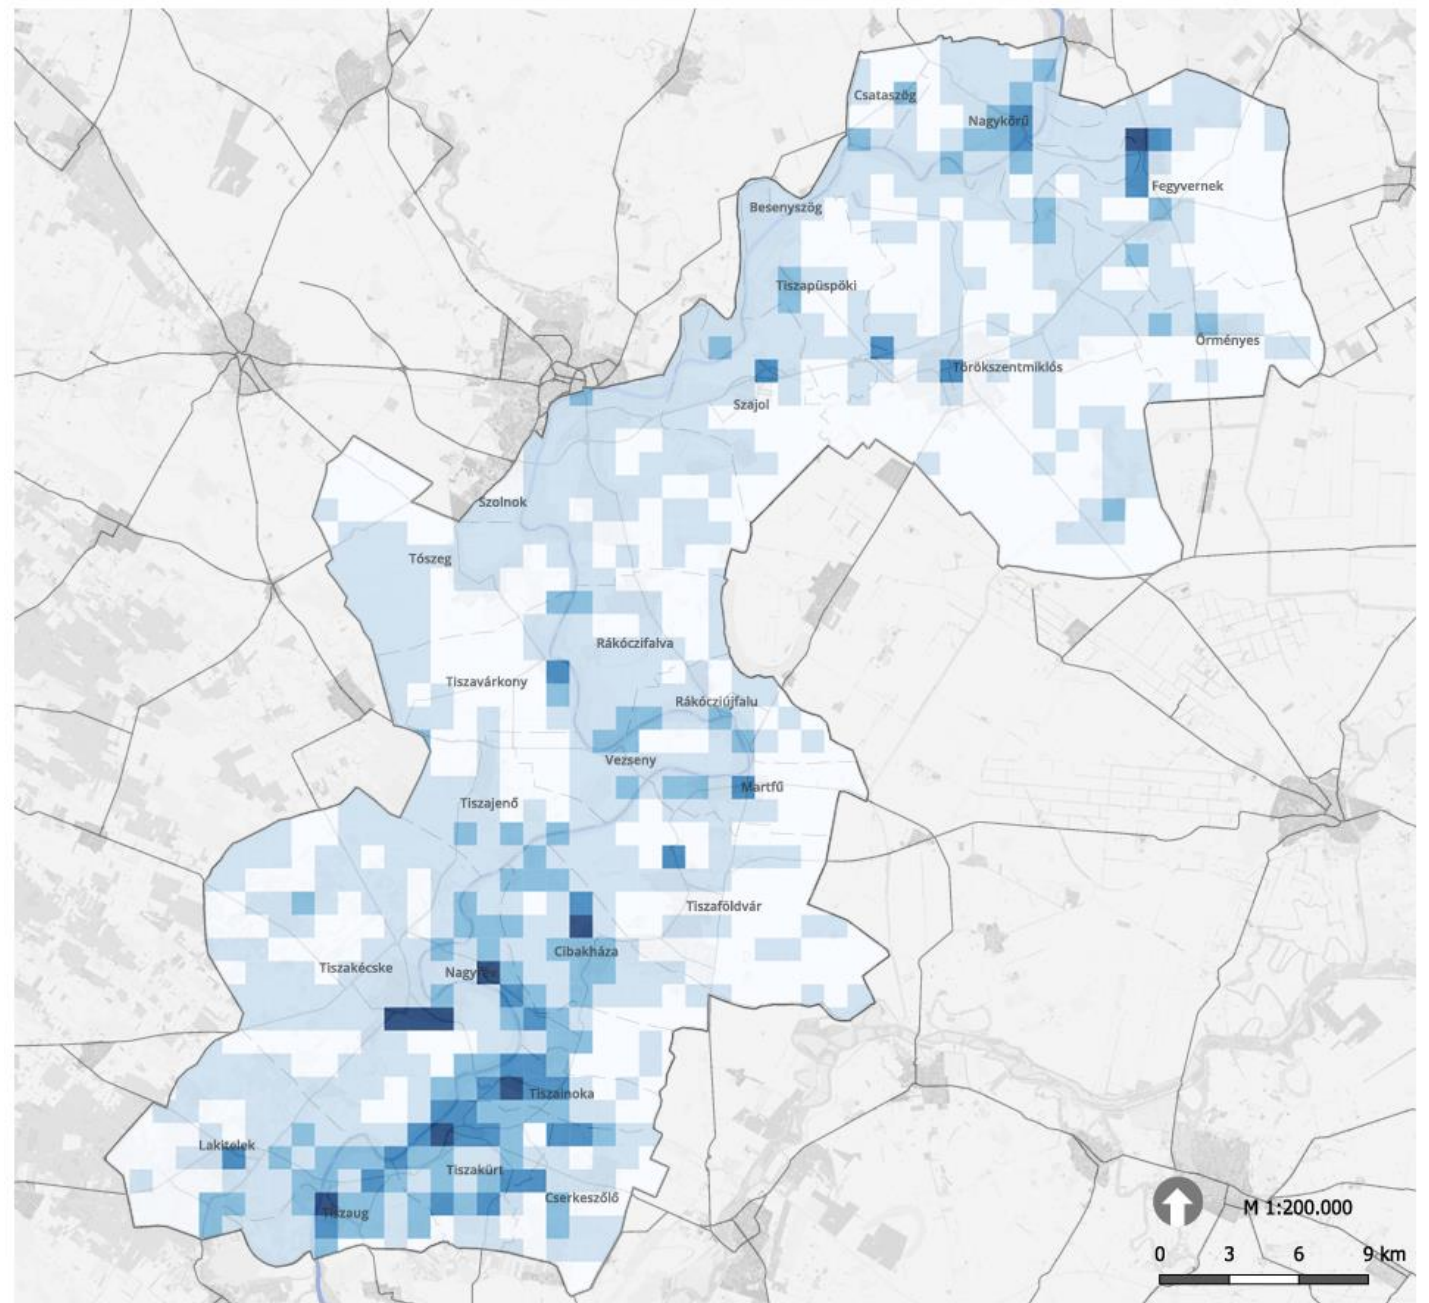 Csataszög
Nagykörű
Fegyvernek
Besenyszög
Tiszapüspöki
Örményes
Törökszentmiklós
Szajol
Szolnok
Tószeg
Rákóczifalva
Tiszavárkony
Rákócziújfalu
Vezseny
Martfű
Tiszajenő
Tiszaföldvár
Cibakháza
Tiszakécske
Nagyrév
Tiszainoka
Lakitelek
Tiszakürt
Cserkeszőlő
Tiszaug
M 1:200.000
0 3 6 9 km